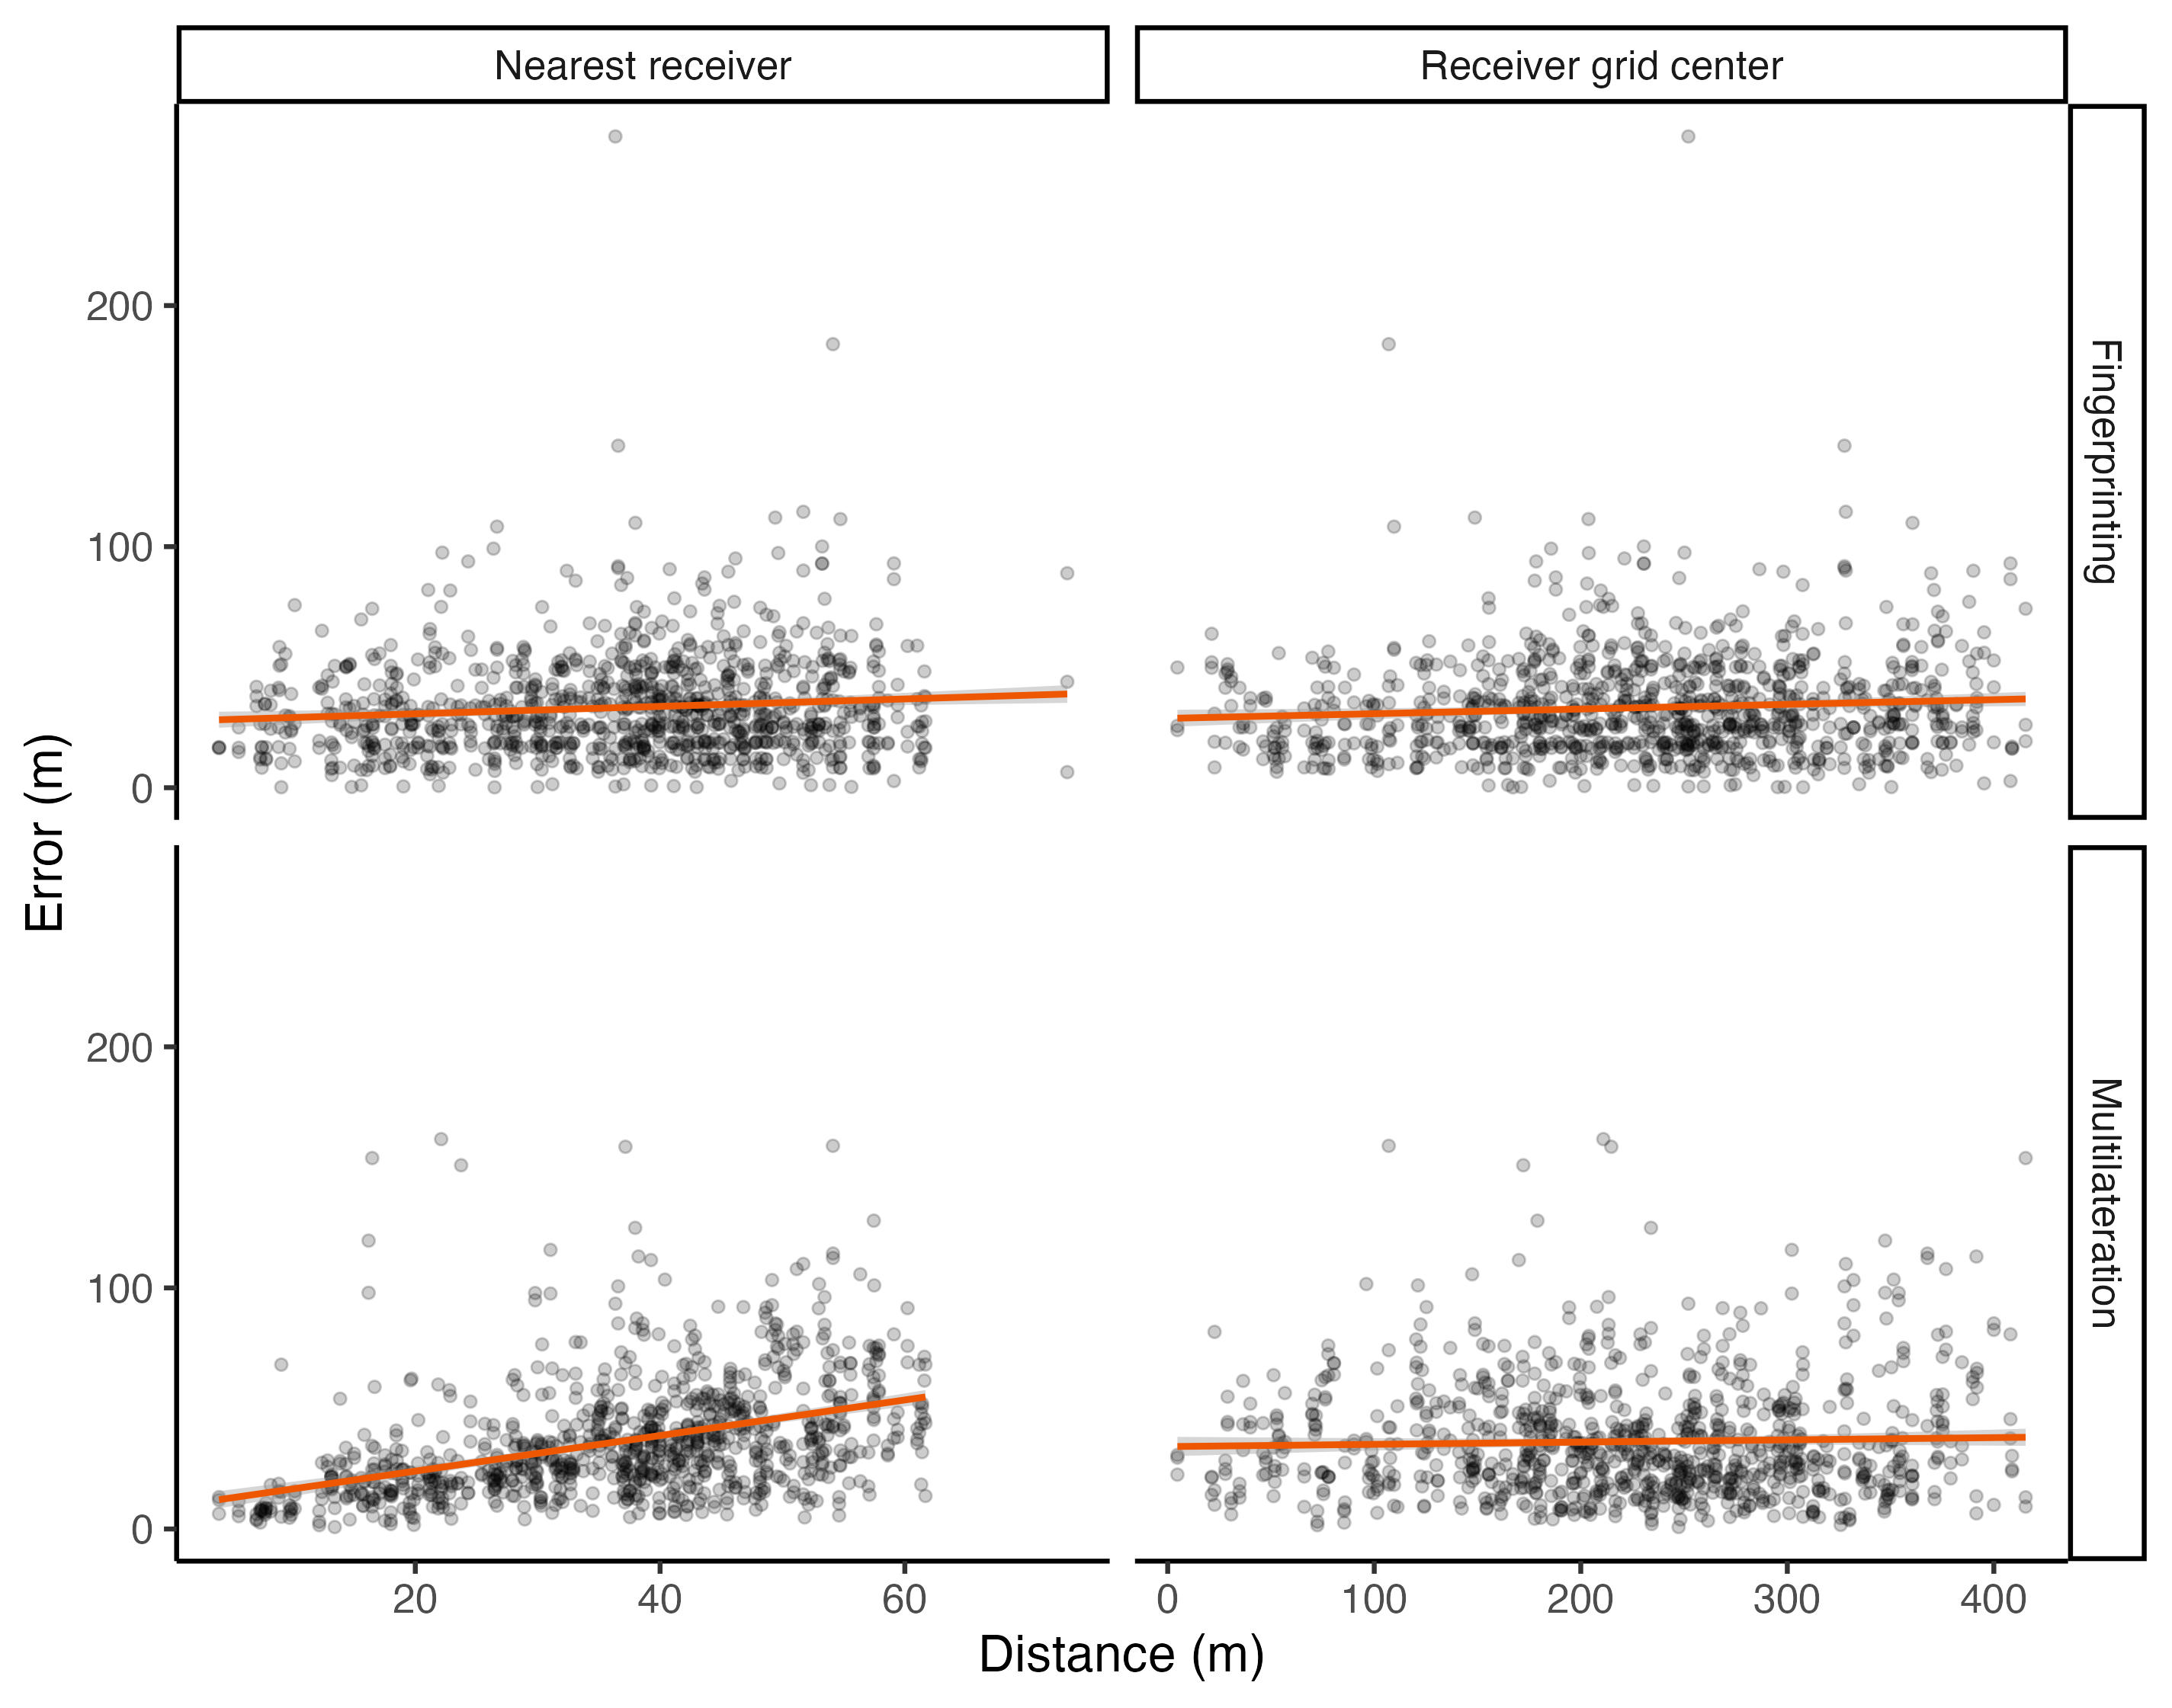 Nearest receiver
Receiver grid center
Fingerprinting
200
100
0
Error (m)
Multilateration
200
100
0
20 40 60
0 100 200 300 400
Distance (m)